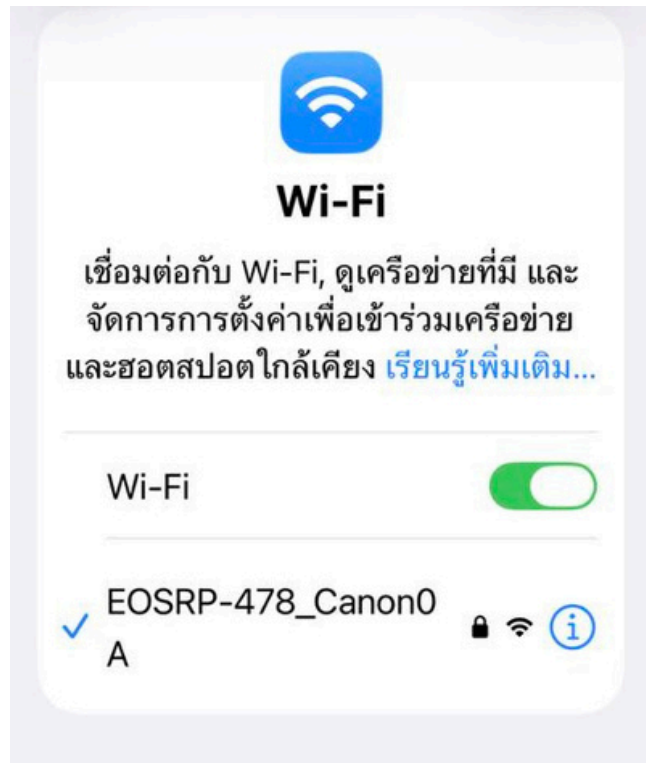 Wi-Fi
เชื่อมต่อกับ Wi-Fi, ดูเครือข่ายที่มี และ
จัดการการตั้งค่าเพื่อเข้าร่วมเครือข่าย
และฮอตสปอตใกล้เคียง เรียนรู้เพิ่มเติม...
Wi-Fi
EOSRP-478_Canon0
A